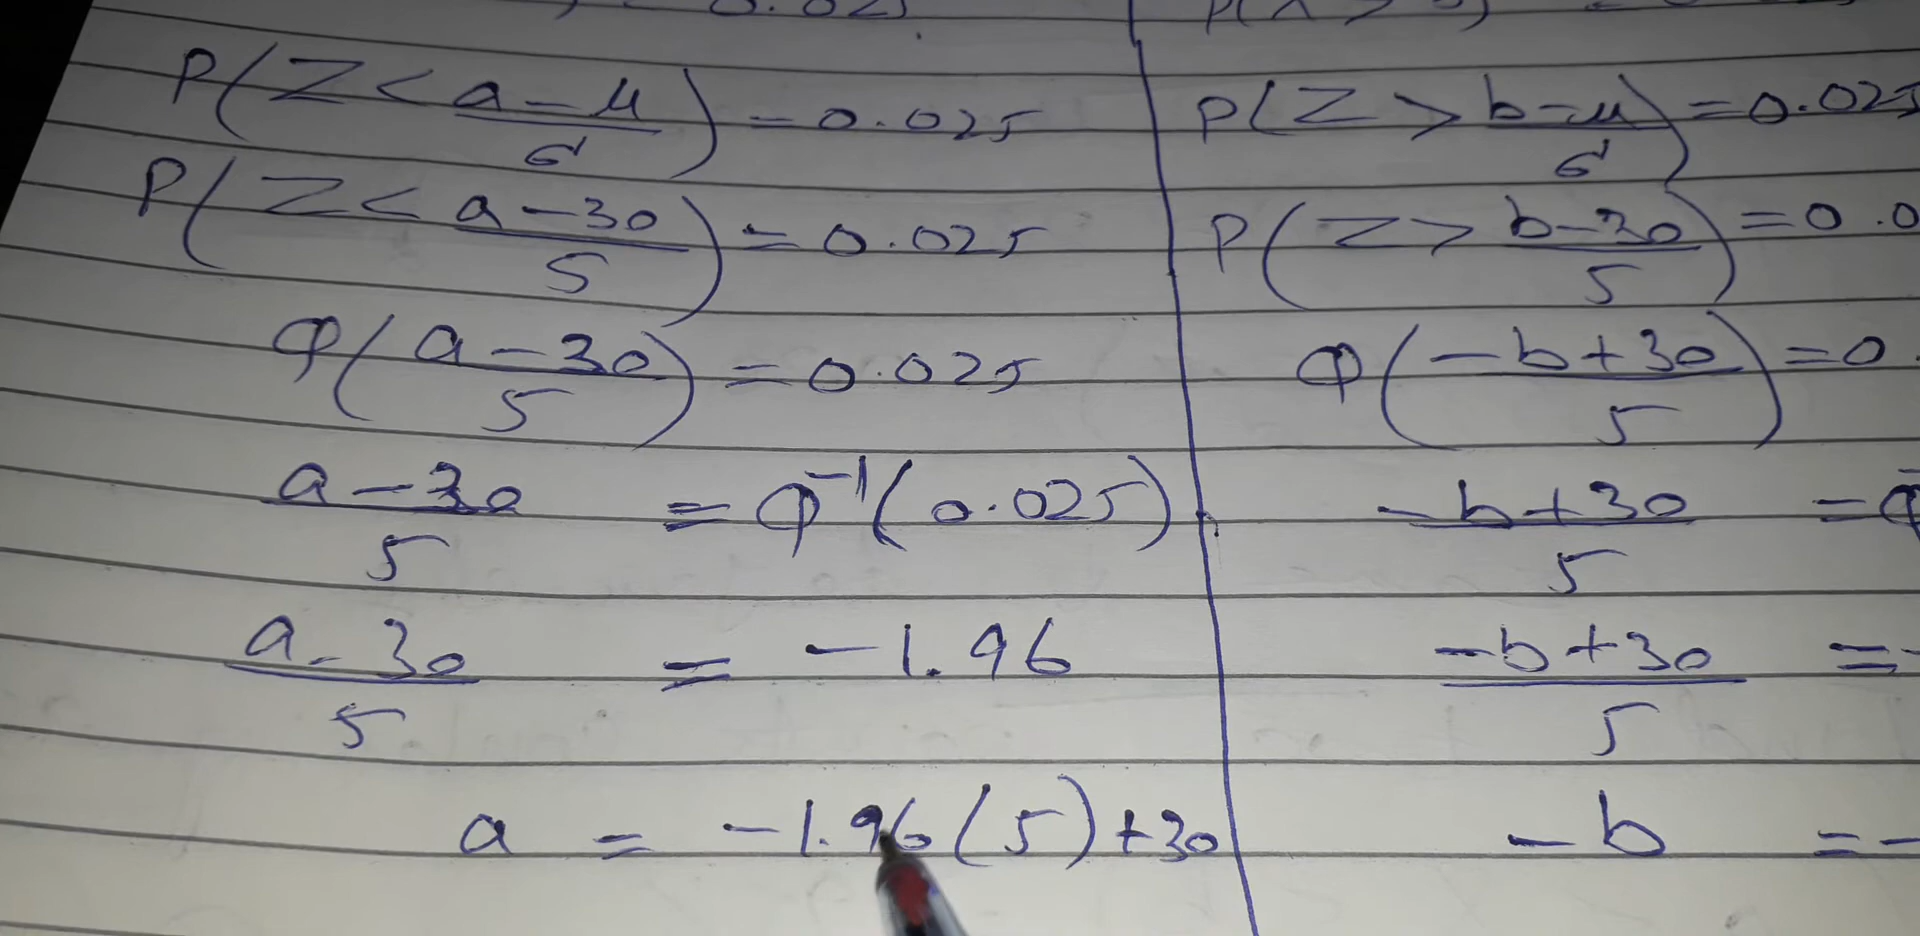 P(Z < (a-μ)/σ) = 0.025
P(Z < (a-30)/5) = 0.025
Φ((a-30)/5) = 0.025
(a-30)/5 = Φ⁻¹(0.025)
(a-30)/5 = -1.96
a = -1.96(5)+30
P(Z > (b-μ)/σ) = 0.025
P(Z > (b-30)/5) = 0.0
Φ((-b+30)/5) = 0.
(-b+30)/5 = Φ
(-b+30)/5 = -
-b = -